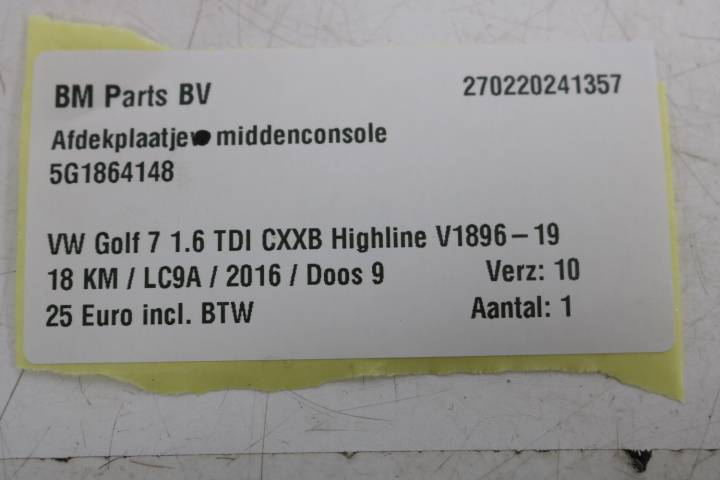 BM Parts BV 270220241357
Afdekplaatje middenconsole
5G1864148
VW Golf 7 1.6 TDI CXXB Highline V1896-19
18 KM / LC9A / 2016 / Doos 9 Verz: 10
25 Euro incl. BTW Aantal: 1